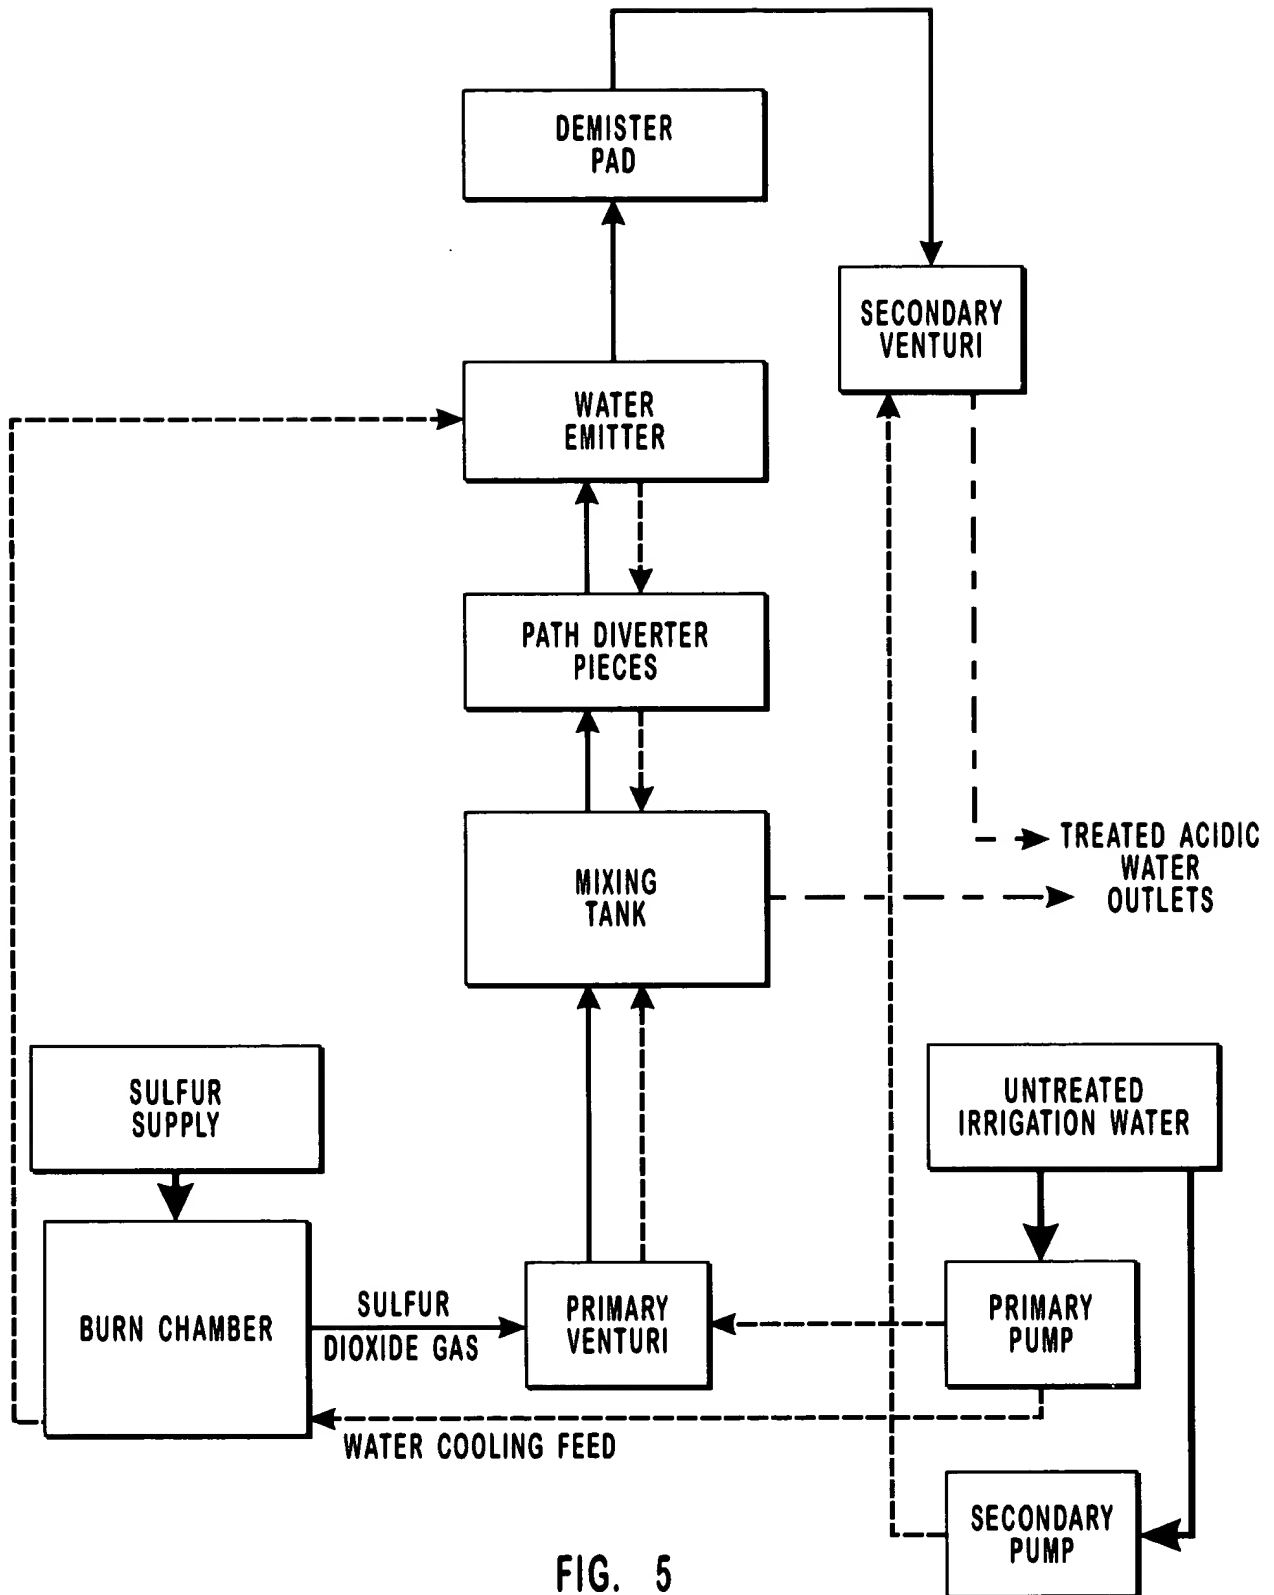 DEMISTER
PAD
SECONDARY
VENTURI
WATER
EMITTER
PATH DIVERTER
PIECES
TREATED ACIDIC
WATER
OUTLETS
MIXING
TANK
SULFUR
SUPPLY
UNTREATED
IRRIGATION WATER
BURN CHAMBER
SULFUR
DIOXIDE GAS
PRIMARY
VENTURI
PRIMARY
PUMP
WATER COOLING FEED
SECONDARY
PUMP
FIG. 5